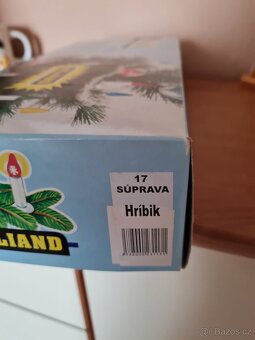 17
SÚPRAVA
Hríbik
LIAND
Bazos.cz